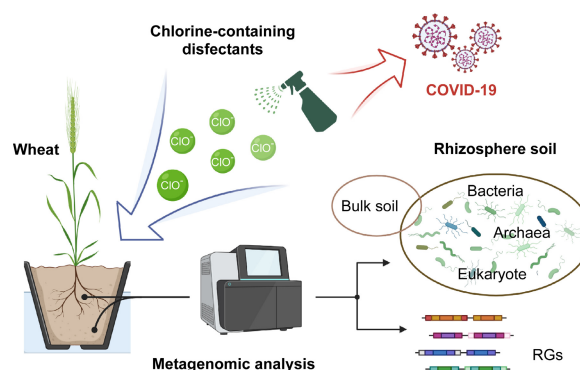 Chlorine-containing
disfectants
COVID-19
ClO⁻
ClO⁻
ClO⁻
ClO⁻
ClO⁻
Wheat
Rhizosphere soil
Bacteria
Bulk soil
Archaea
Eukaryote
RGs
Metagenomic analysis